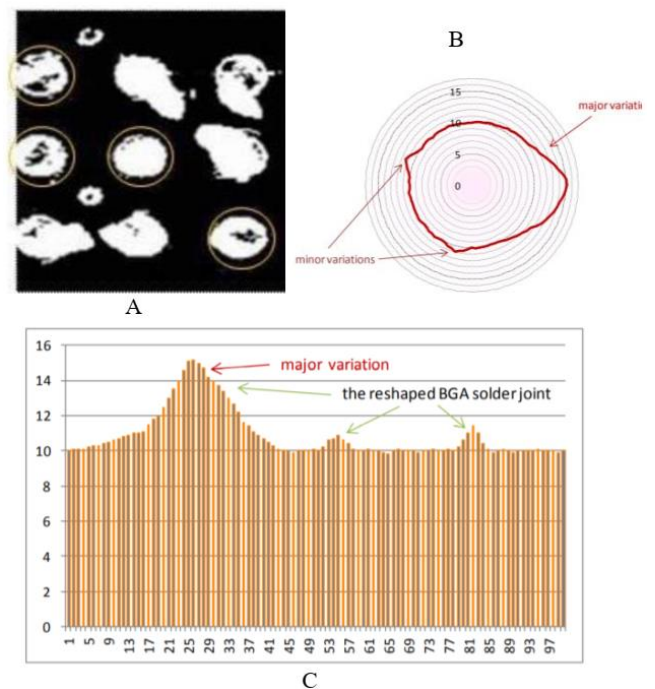 B
15
10
5
0
major variati
minor variations
A
16
14
12
10
8
6
4
2
0
major variation
the reshaped BGA solder joint
1 5 9 13 17 21 25 29 33 37 41 45 49 53 57 61 65 69 73 77 81 85 89 93 97
C